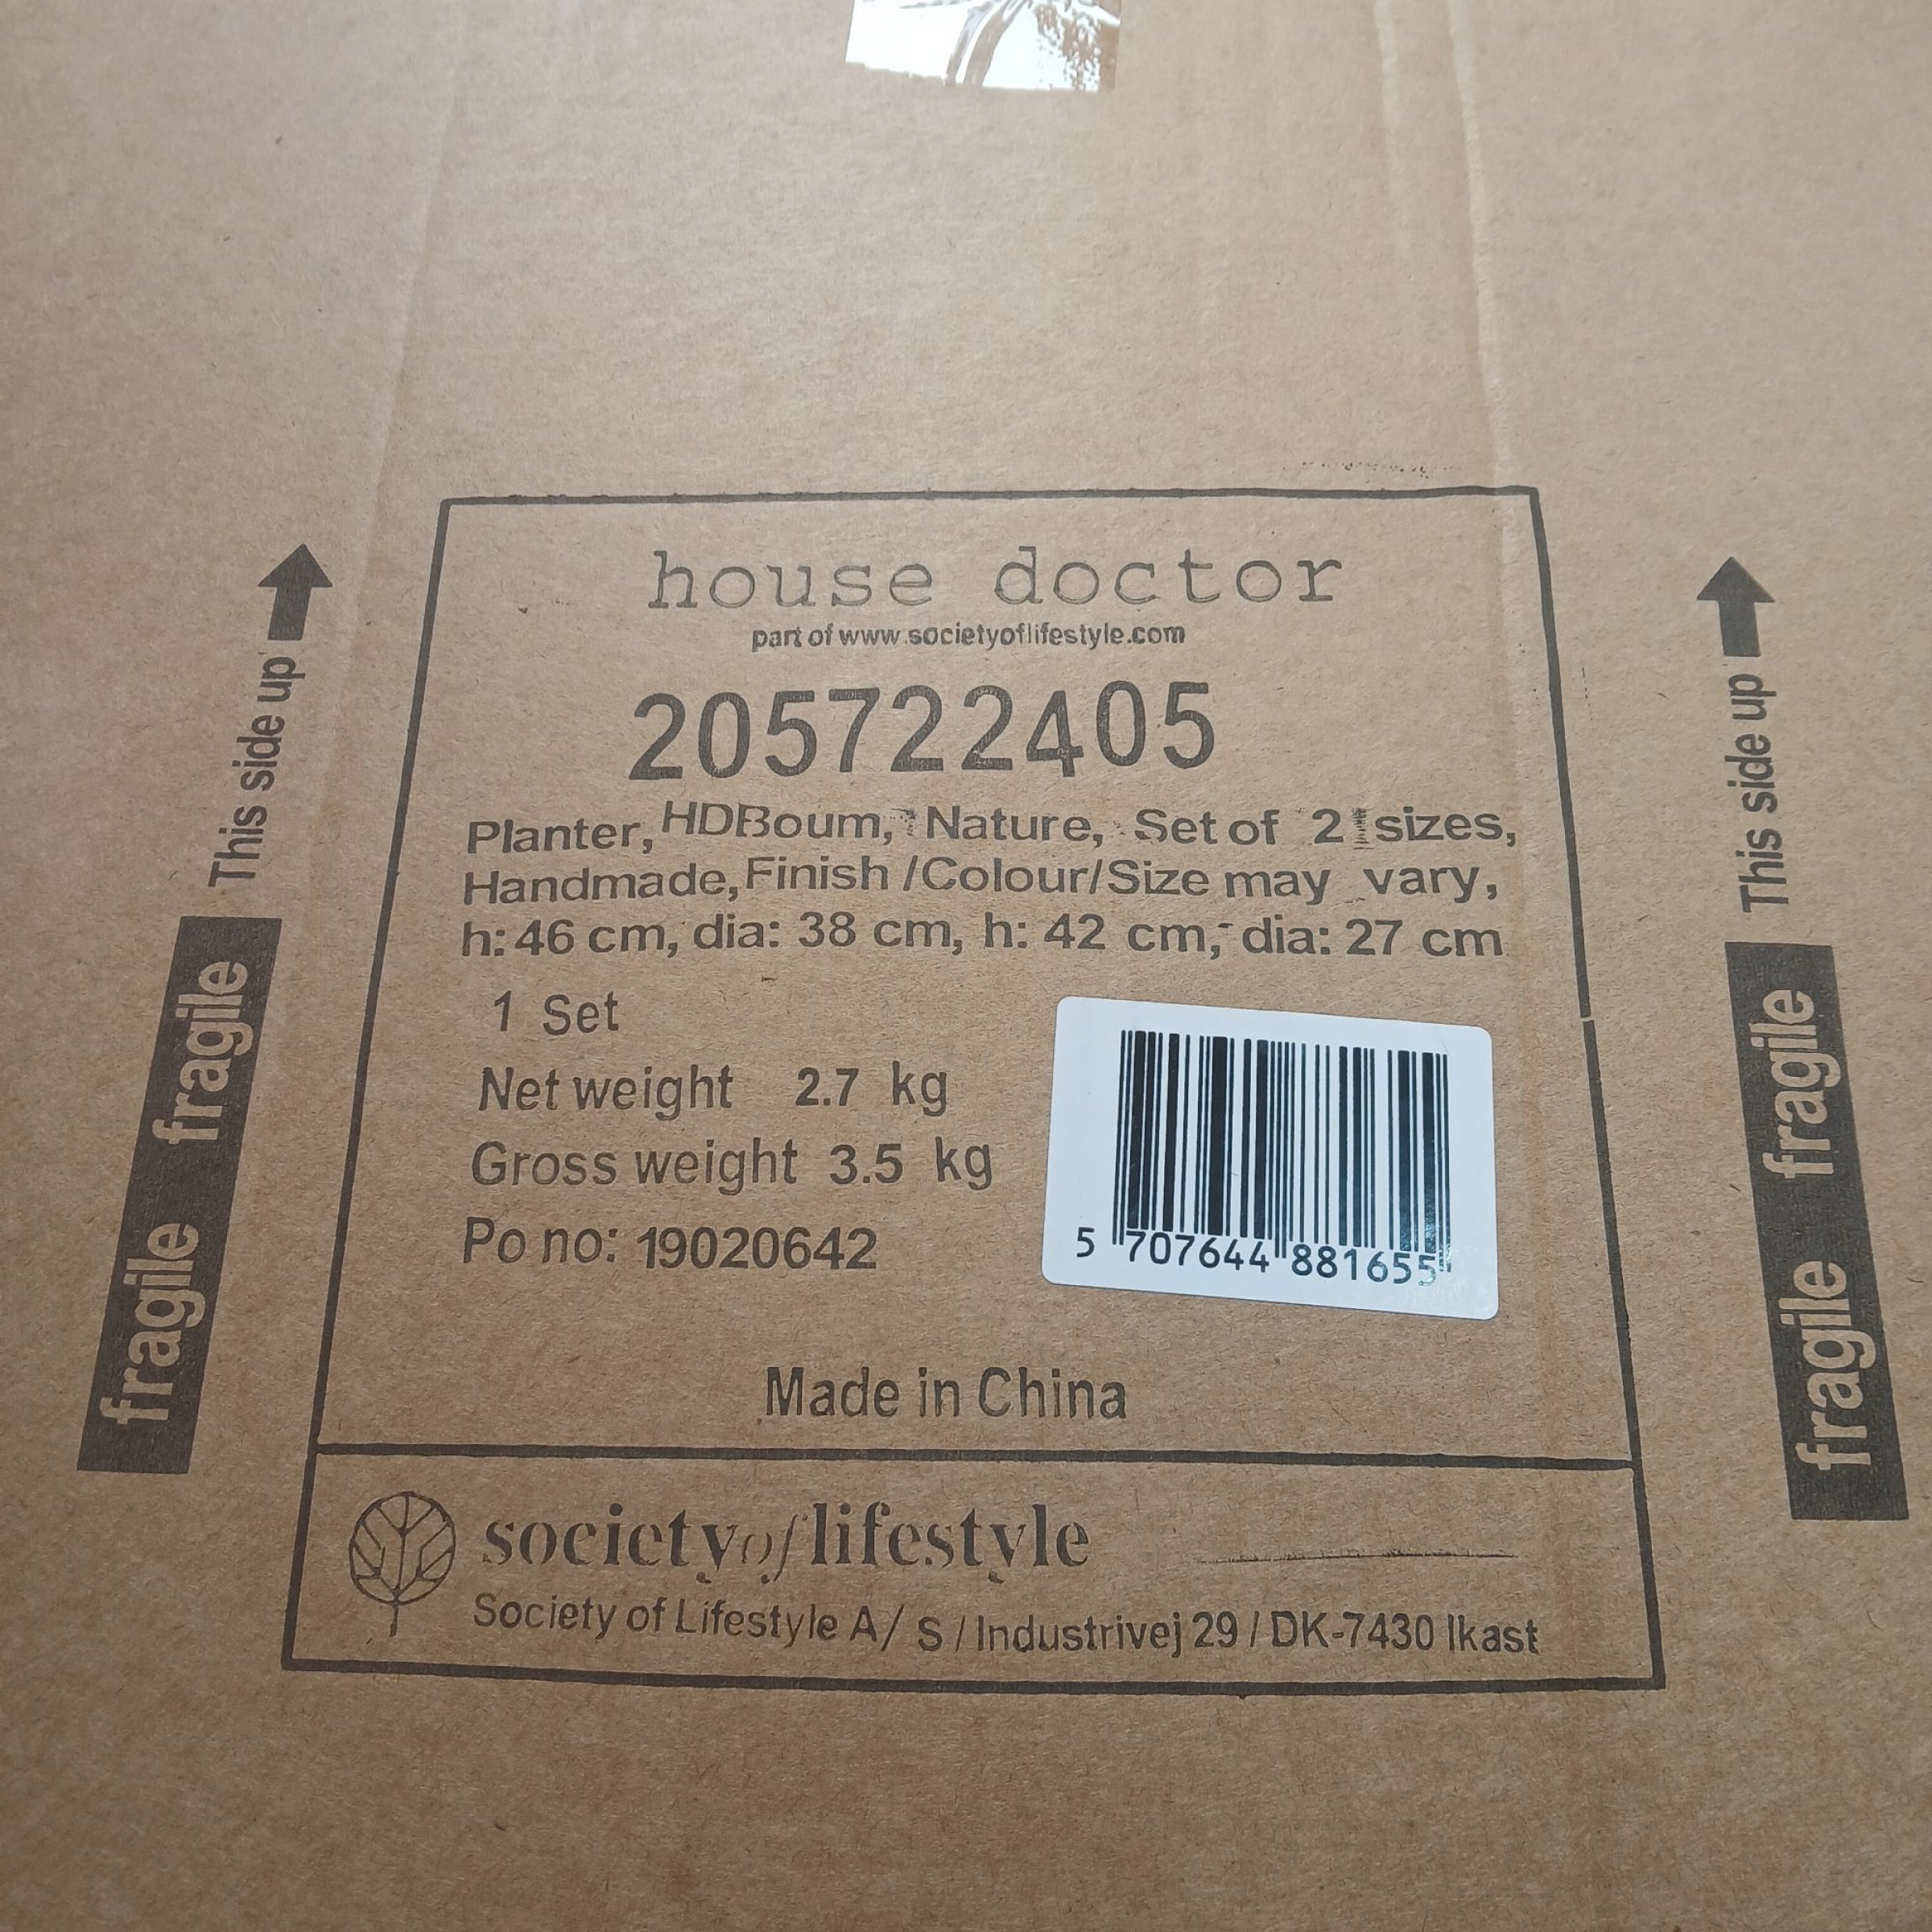 house doctor
part of www.societyoflifestyle.com
205722405
Planter, HDBoum, Nature, Set of 2 sizes,
Handmade, Finish /Colour/Size may vary,
h: 46 cm, dia: 38 cm, h: 42 cm, dia: 27 cm
1 Set
Net weight 2.7 kg
Gross weight 3.5 kg
Po no: 19020642
5 707644 881655
Made in China
societyoflifestyle
Society of Lifestyle A/ S / Industrivej 29 / DK-7430 Ikast
fragile fragile This side up
fragile fragile This side up